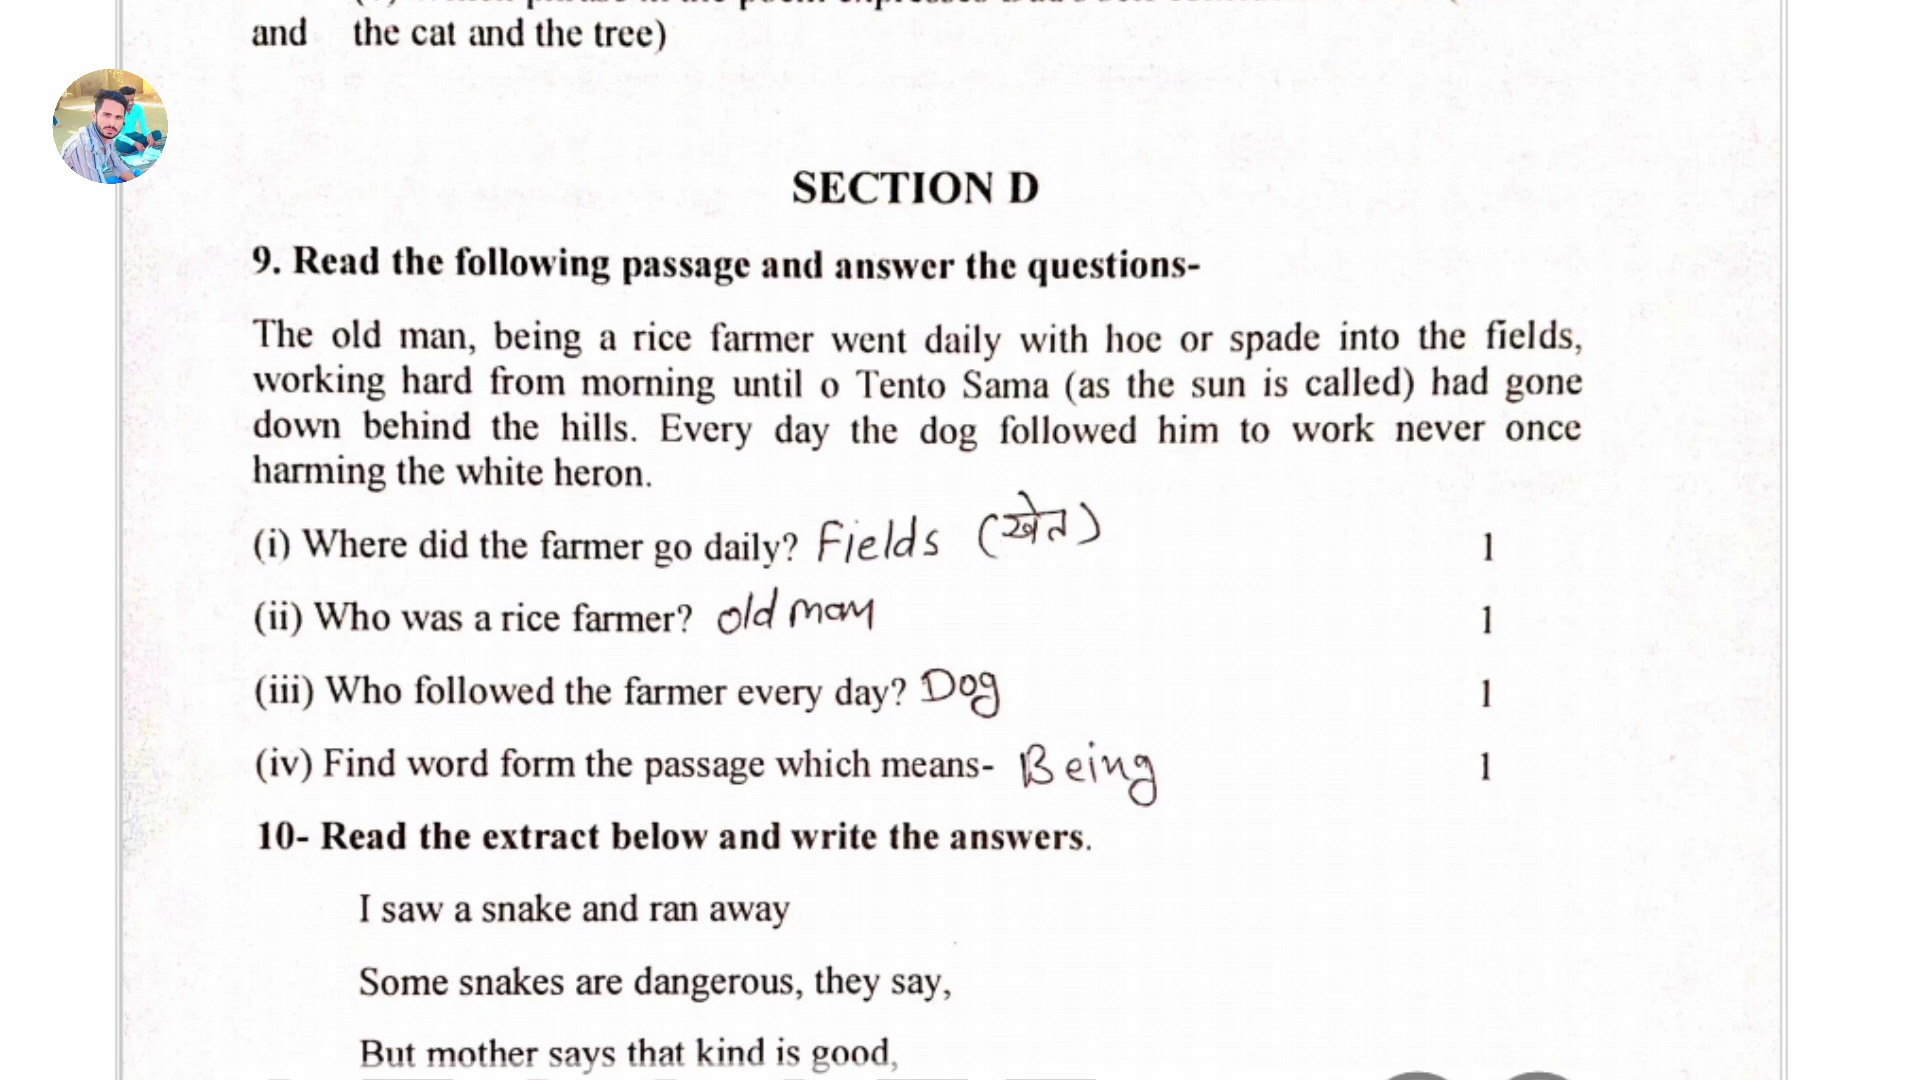 and the cat and the tree)
SECTION D
9. Read the following passage and answer the questions-
The old man, being a rice farmer went daily with hoe or spade into the fields,
working hard from morning until o Tento Sama (as the sun is called) had gone
down behind the hills. Every day the dog followed him to work never once
harming the white heron.
(i) Where did the farmer go daily? Fields (खेत) 1
(ii) Who was a rice farmer? old man 1
(iii) Who followed the farmer every day? Dog 1
(iv) Find word form the passage which means- Being 1
10- Read the extract below and write the answers.
I saw a snake and ran away
Some snakes are dangerous, they say,
But mother says that kind is good,